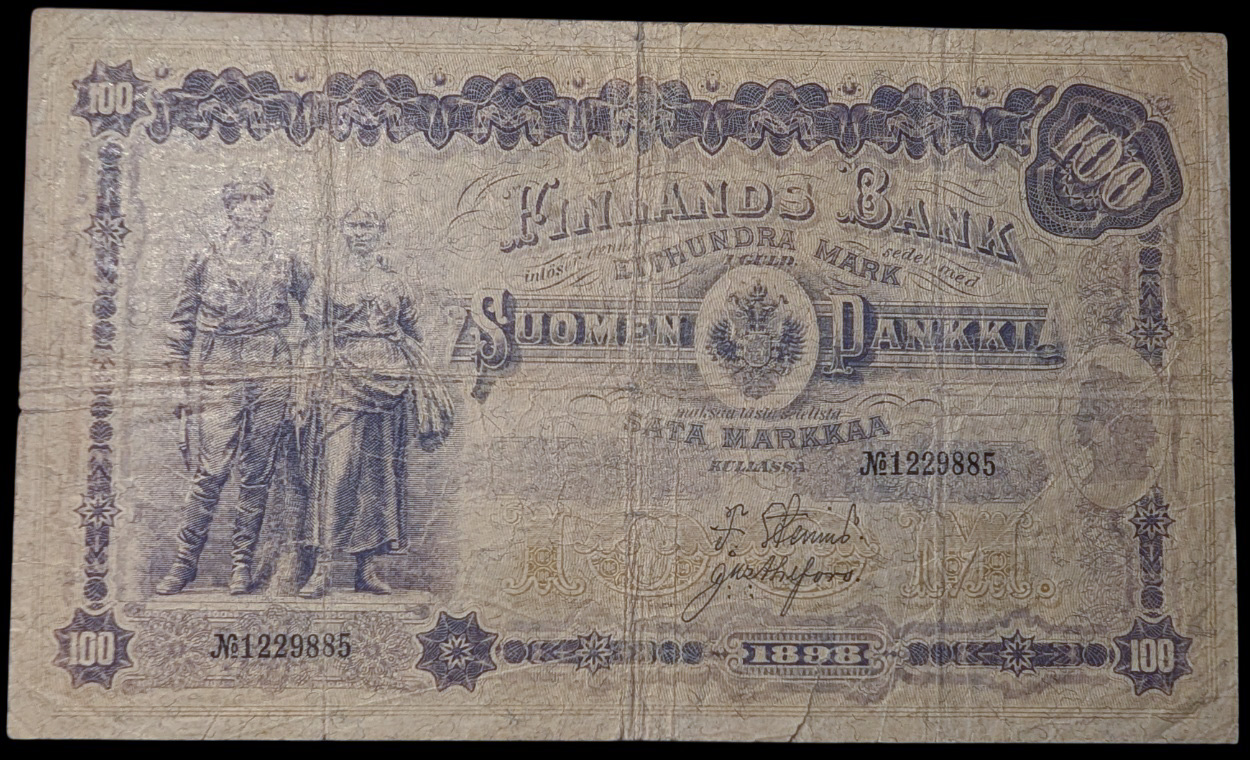 100
100
FINLANDS BANK
inlöser denna sedel med
ETTHUNDRA MARK
I GULD.
SUOMEN PANKKI
maksaa tästä setelistä
SATA MARKKAA
KULLASSA
№1229885
100 M.
№1229885
100
1898
100